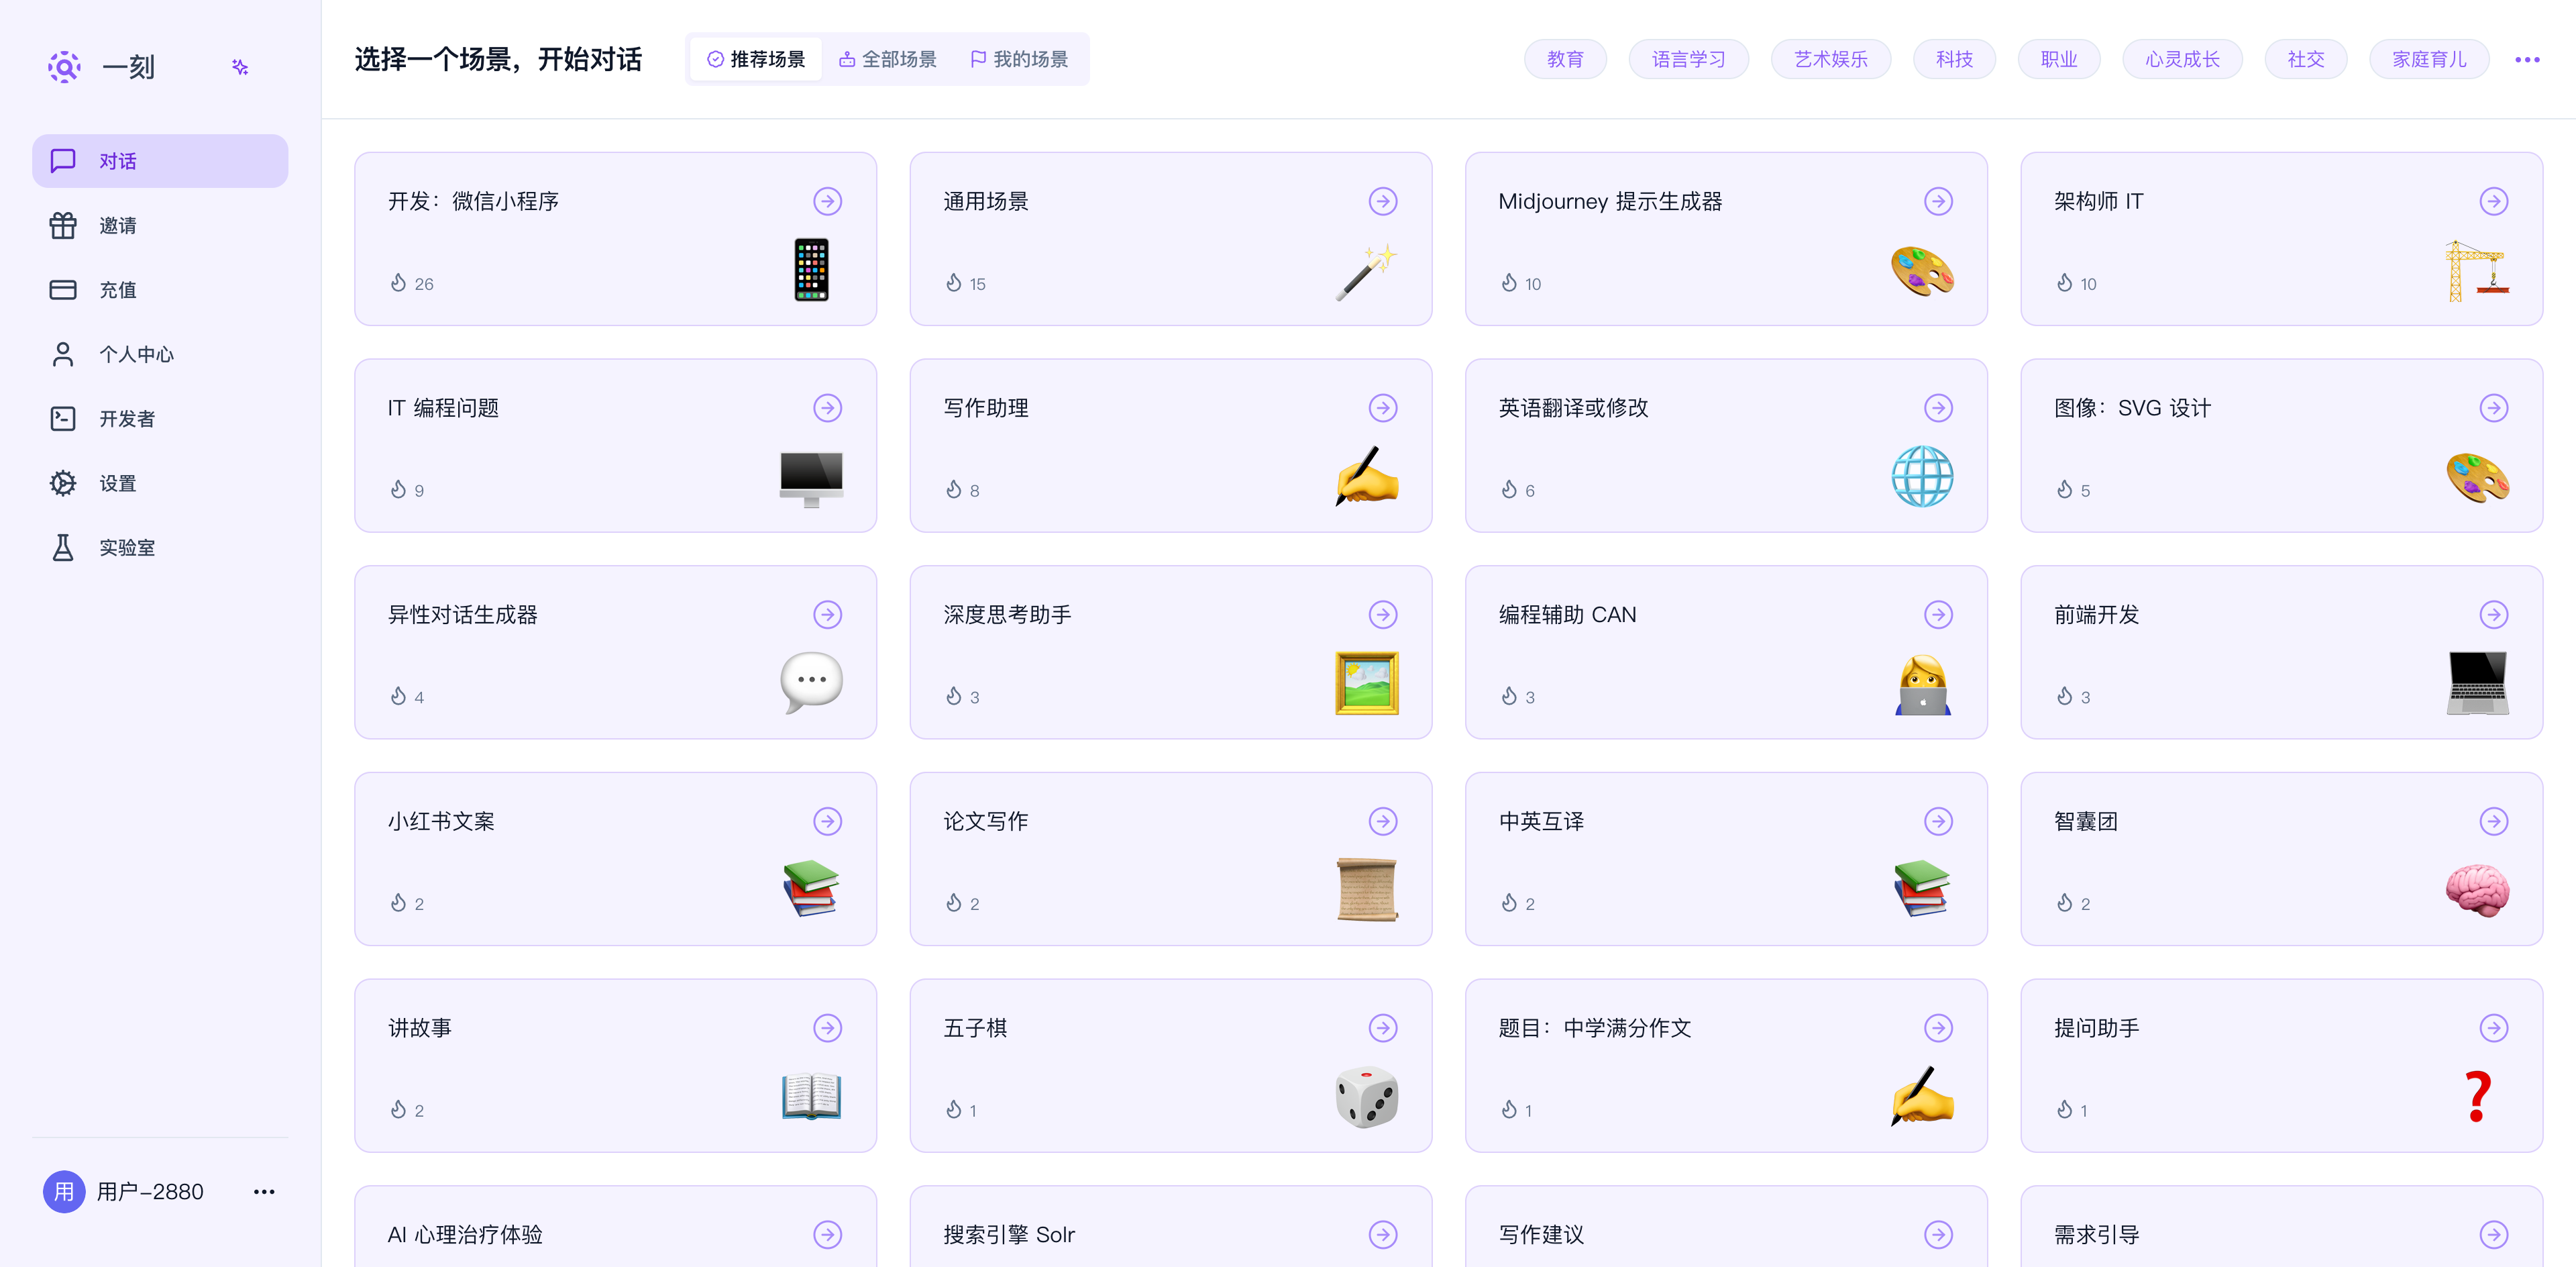 一刻
对话
邀请
充值
个人中心
开发者
设置
实验室
用 用户-2880
选择一个场景，开始对话
推荐场景 全部场景 我的场景
教育 语言学习 艺术娱乐 科技 职业 心灵成长 社交 家庭育儿
开发：微信小程序
26
通用场景
15
Midjourney 提示生成器
10
架构师 IT
10
IT 编程问题
9
写作助理
8
英语翻译或修改
6
图像：SVG 设计
5
异性对话生成器
4
深度思考助手
3
编程辅助 CAN
3
前端开发
3
小红书文案
2
论文写作
2
中英互译
2
智囊团
2
讲故事
2
五子棋
1
题目：中学满分作文
1
提问助手
1
AI 心理治疗体验
搜索引擎 Solr
写作建议
需求引导